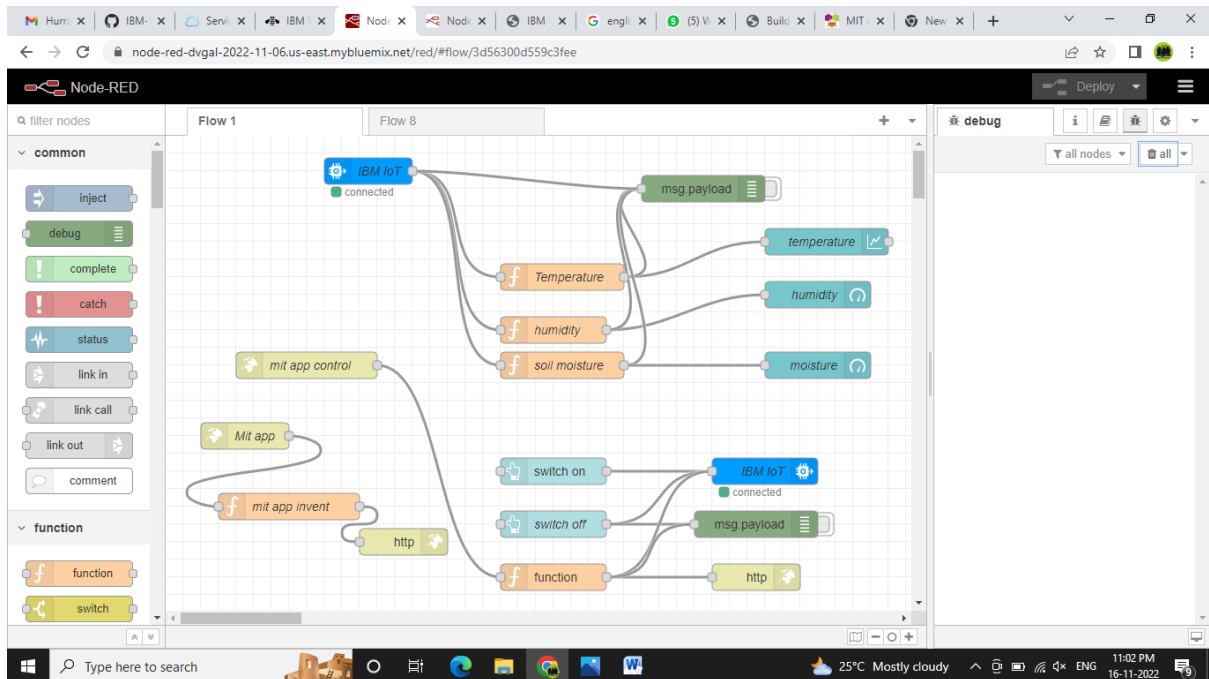 Hurra
IBM-
Servi
IBM
Node
Node
IBM
engli
(5) W
Build
MIT
New
node-red-dvgal-2022-11-06.us-east.mybluemix.net/red/#flow/3d56300d559c3fee
Node-RED
Deploy
filter nodes
Flow 1
Flow 8
debug
i
all nodes
all
common
inject
debug
complete
catch
status
link in
link call
link out
comment
function
function
switch
IBM IoT
connected
msg.payload
temperature
Temperature
humidity
humidity
soil moisture
moisture
mit app control
Mit app
mit app invent
http
switch on
IBM IoT
connected
switch off
msg.payload
function
http
Type here to search
25°C Mostly cloudy
ENG
11:02 PM
16-11-2022